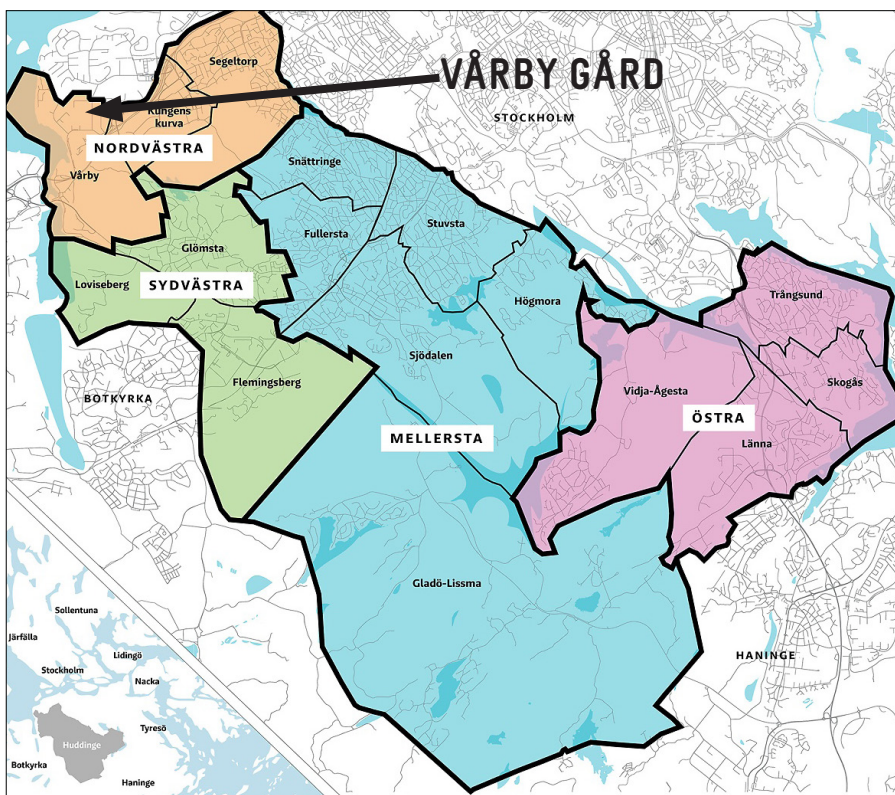 Segeltorp
VÅRBY GÅRD
Kungens
kurva
STOCKHOLM
NORDVÄSTRA
Snättringe
Vårby
Stuvsta
Fullersta
Glömsta
Loviseberg
SYDVÄSTRA
Högmora
Trångsund
Sjödalen
Flemingsberg
Vidja-Ågesta
Skogås
BOTKYRKA
ÖSTRA
MELLERSTA
Länna
Gladö-Lissma
HANINGE
Sollentuna
Järfälla
Lidingö
Stockholm
Nacka
Tyresö
Huddinge
Botkyrka
Haninge